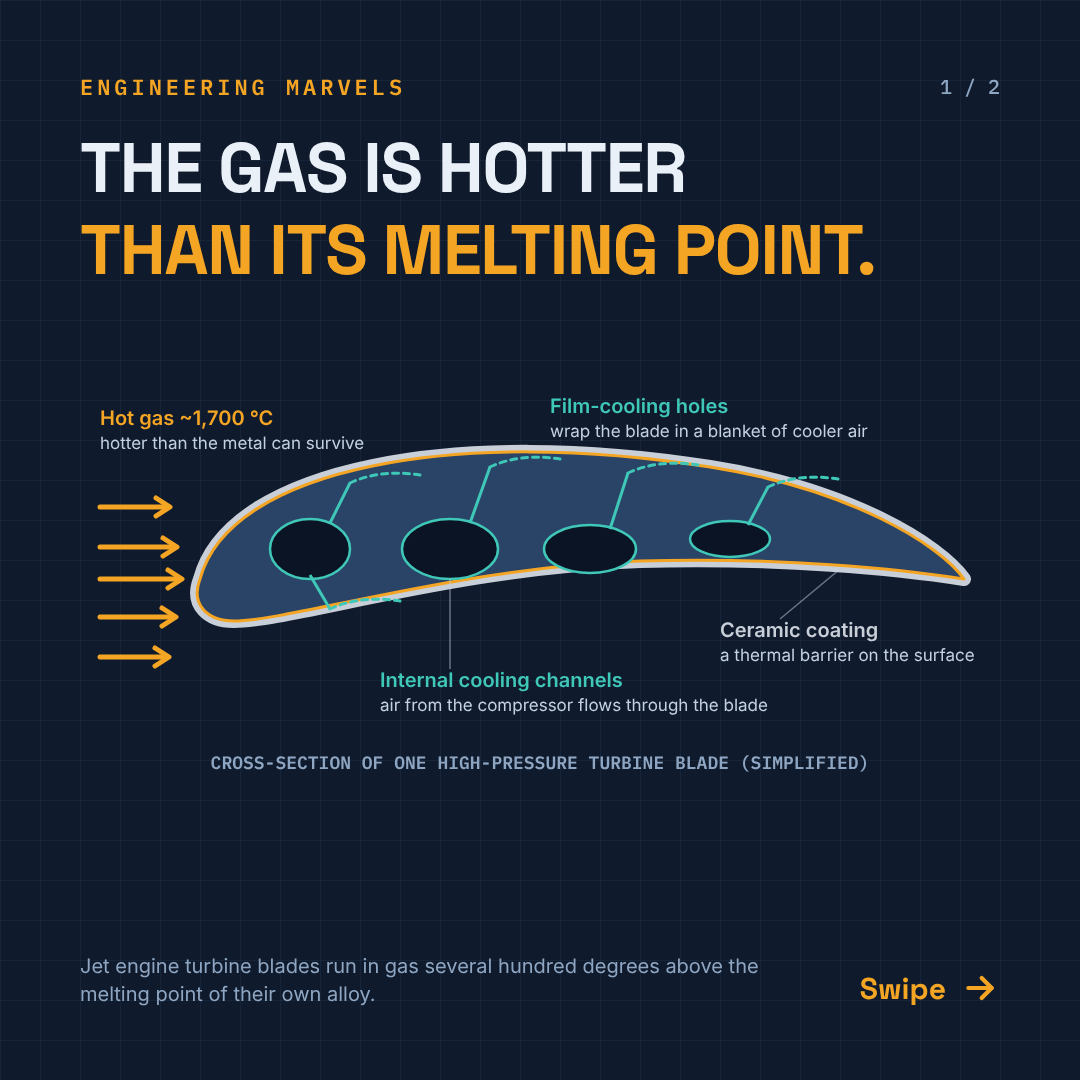 ENGINEERING MARVELS
1 / 2
THE GAS IS HOTTER
THAN ITS MELTING POINT.
Hot gas ~1,700 °C
hotter than the metal can survive
Film-cooling holes
wrap the blade in a blanket of cooler air
Ceramic coating
a thermal barrier on the surface
Internal cooling channels
air from the compressor flows through the blade
CROSS-SECTION OF ONE HIGH-PRESSURE TURBINE BLADE (SIMPLIFIED)
Jet engine turbine blades run in gas several hundred degrees above the
melting point of their own alloy.
Swipe →